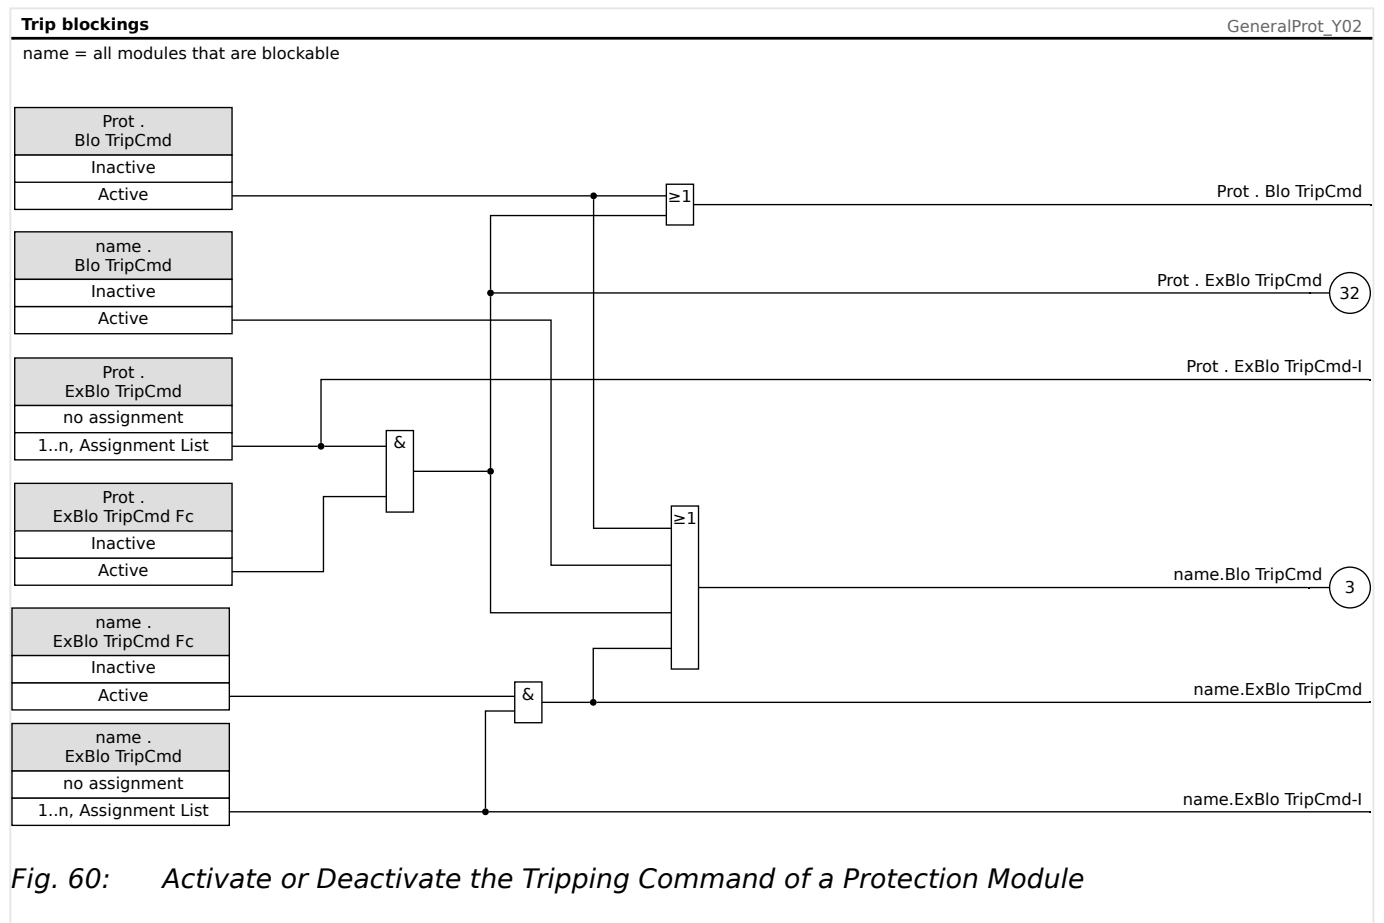 Trip blockings
GeneralProt_Y02
name = all modules that are blockable
Prot .
Blo TripCmd
Inactive
Active
≥1
Prot . Blo TripCmd
name .
Blo TripCmd
Inactive
Active
Prot . ExBlo TripCmd
32
Prot .
ExBlo TripCmd
no assignment
1..n, Assignment List
Prot . ExBlo TripCmd-I
&
Prot .
ExBlo TripCmd Fc
Inactive
Active
≥1
name.Blo TripCmd
3
name .
ExBlo TripCmd Fc
Inactive
Active
&
name.ExBlo TripCmd
name .
ExBlo TripCmd
no assignment
1..n, Assignment List
name.ExBlo TripCmd-I
Fig. 60: Activate or Deactivate the Tripping Command of a Protection Module